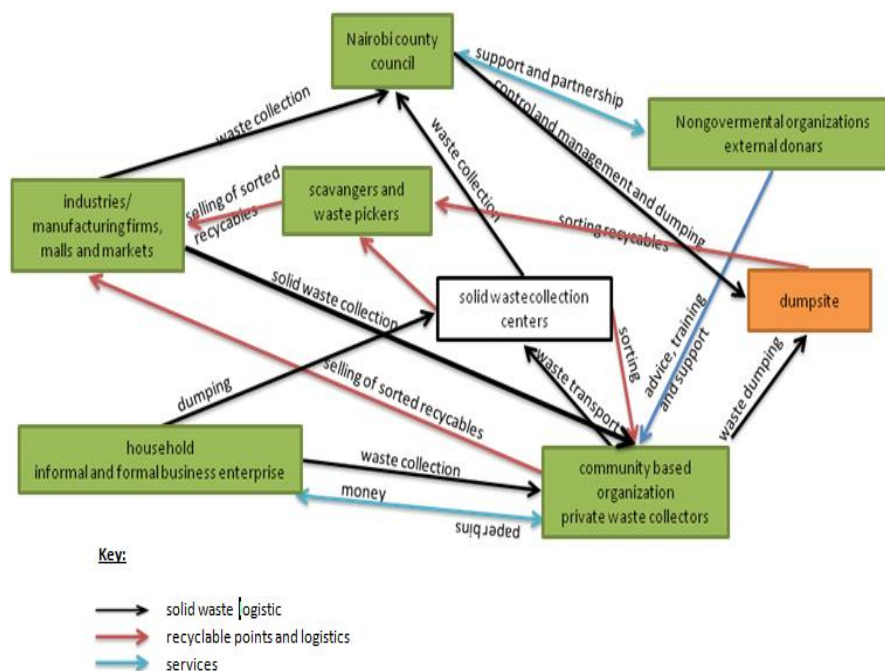 Nairobi county
council
support and partnership
Nongovermental organizations
external donars
waste collection
waste collection
control and management and dumping
industries/
manufacturing firms,
malls and markets
selling of sorted
recycables
scavangers and
waste pickers
sorting recycables
solid waste collection
solid wastecollection
centers
dumpsite
sorting
advice, training
and support
waste dumping
waste transport
dumping
selling of sorted recycables
household
informal and formal business enterprise
waste collection
money
paper bins
community based
organization
private waste collectors
Key:
solid waste logistic
recyclable points and logistics
services